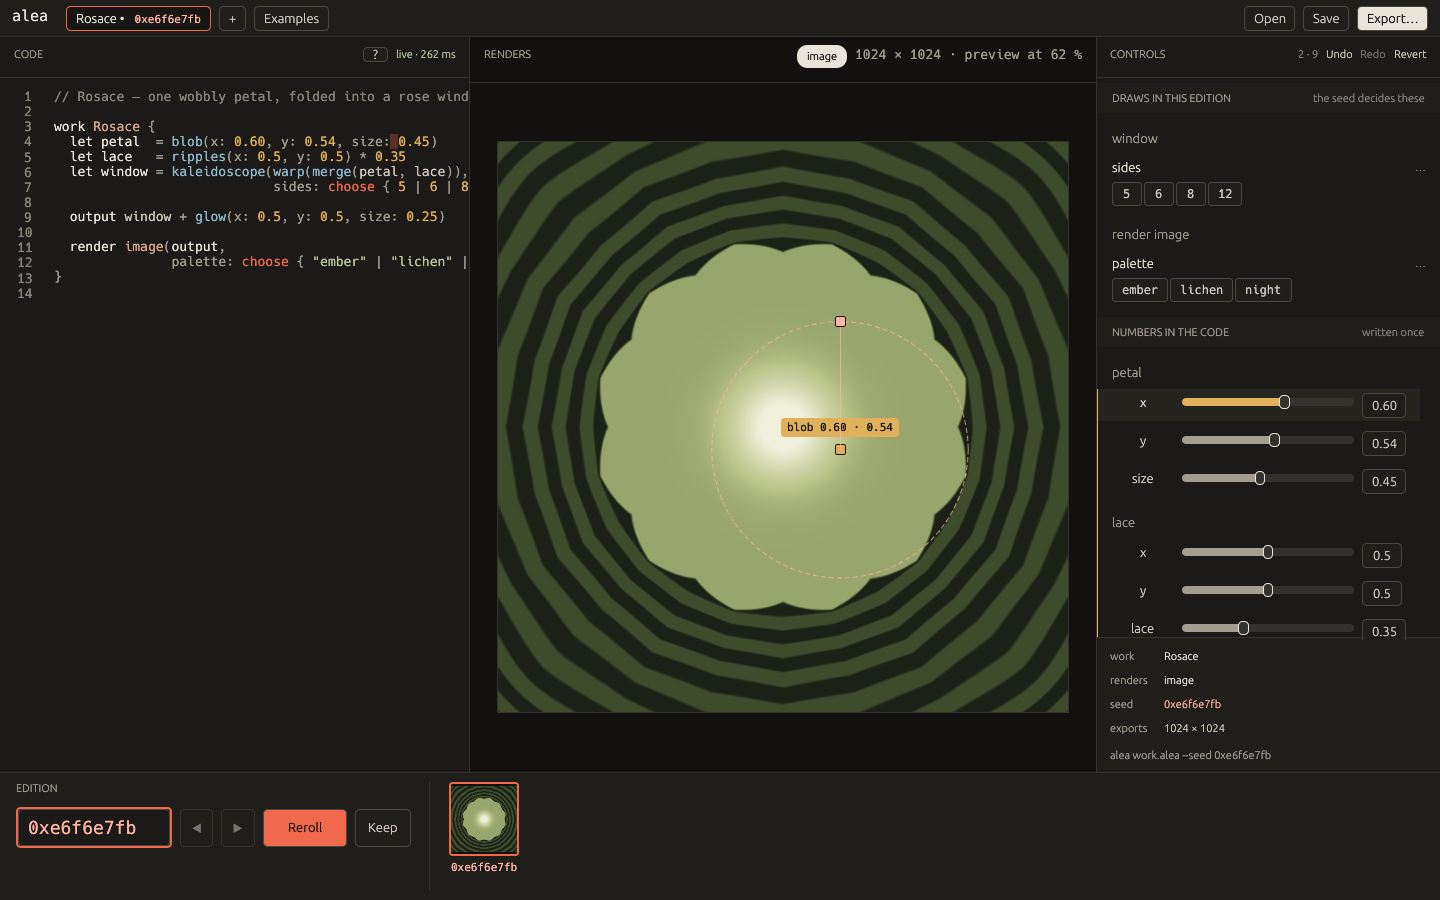 alea
Rosace • 0xe6f6e7fb
+
Examples
Open
Save
Export…
CODE
?
live · 262 ms
1 // Rosace — one wobbly petal, folded into a rose wind
2
3 work Rosace {
4 let petal = blob(x: 0.60, y: 0.54, size: 0.45)
5 let lace = ripples(x: 0.5, y: 0.5) * 0.35
6 let window = kaleidoscope(warp(merge(petal, lace)),
7 sides: choose { 5 | 6 | 8
8
9 output window + glow(x: 0.5, y: 0.5, size: 0.25)
10
11 render image(output,
12 palette: choose { "ember" | "lichen" |
13 }
14
RENDERS
image
1024 × 1024 · preview at 62 %
blob 0.60 · 0.54
CONTROLS
2 · 9 Undo Redo Revert
DRAWS IN THIS EDITION
the seed decides these
window
sides …
5 6 8 12
render image
palette …
ember lichen night
NUMBERS IN THE CODE
written once
petal
x 0.60
y 0.54
size 0.45
lace
x 0.5
y 0.5
lace 0.35
work Rosace
renders image
seed 0xe6f6e7fb
exports 1024 × 1024
alea work.alea --seed 0xe6f6e7fb
EDITION
0xe6f6e7fb
◀
▶
Reroll
Keep
0xe6f6e7fb